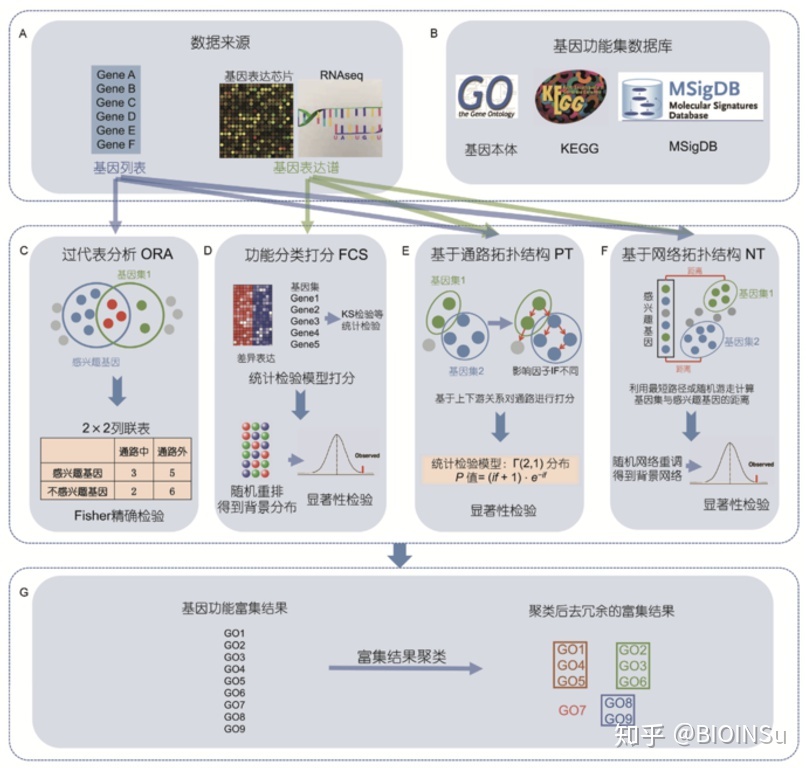 A
数据来源
Gene A
Gene B
Gene C
Gene D
Gene E
Gene F
基因列表
基因表达芯片
RNAseq
基因表达谱
B
基因功能集数据库
GO
the Gene Ontology
基因本体
KEGG
KEGG
MSigDB
Molecular Signatures
Database
MSigDB
C
过代表分析 ORA
基因集1
感兴趣基因
2×2列联表
通路中 通路外
感兴趣基因 3 5
不感兴趣基因 2 6
Fisher精确检验
D
功能分类打分 FCS
差异表达
基因集
Gene1
Gene2
Gene3
Gene4
Gene5
KS检验等
统计检验
统计检验模型打分
随机重排
得到背景分布
Observed
显著性检验
E
基于通路拓扑结构 PT
基因集1
基因集2
影响因子IF不同
基于上下游关系对通路进行打分
统计检验模型：Γ(2,1) 分布
P 值= (if + 1) · e⁻ⁱᶠ
显著性检验
F
基于网络拓扑结构 NT
距离
感兴趣基因
基因集1
基因集2
距离
利用最短路径或随机游走计算
基因集与感兴趣基因的距离
随机网络重调
得到背景网络
Observed
显著性检验
G
基因功能富集结果
GO1
GO2
GO3
GO4
GO5
GO6
GO7
GO8
GO9
富集结果聚类
聚类后去冗余的富集结果
GO1
GO4
GO5
GO2
GO3
GO6
GO7
GO8
GO9
知乎 @BIOINSu